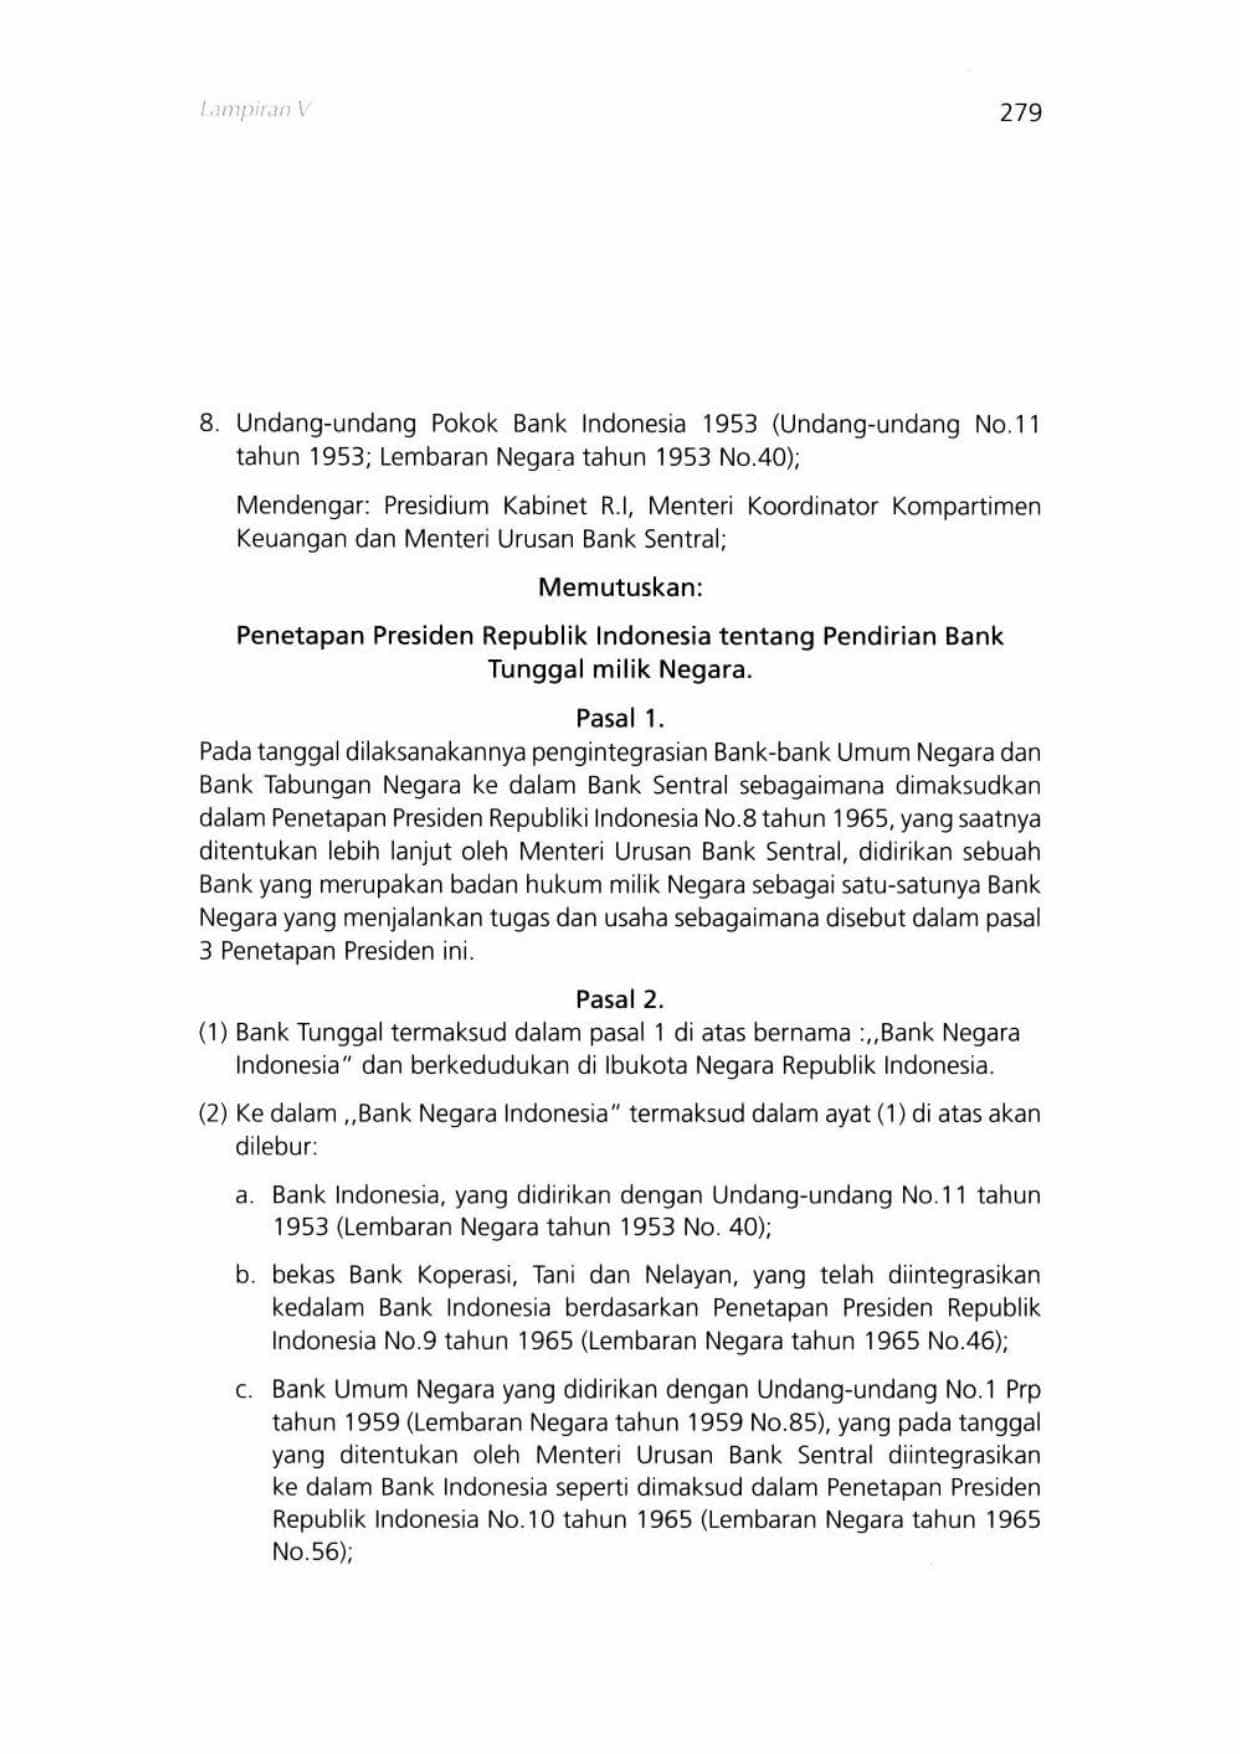 Lampiran V
279
8. Undang-undang Pokok Bank Indonesia 1953 (Undang-undang No.11
tahun 1953; Lembaran Negara tahun 1953 No.40);
Mendengar: Presidium Kabinet R.I, Menteri Koordinator Kompartimen
Keuangan dan Menteri Urusan Bank Sentral;
Memutuskan:
Penetapan Presiden Republik Indonesia tentang Pendirian Bank
Tunggal milik Negara.
Pasal 1.
Pada tanggal dilaksanakannya pengintegrasian Bank-bank Umum Negara dan
Bank Tabungan Negara ke dalam Bank Sentral sebagaimana dimaksudkan
dalam Penetapan Presiden Republiki Indonesia No.8 tahun 1965, yang saatnya
ditentukan lebih lanjut oleh Menteri Urusan Bank Sentral, didirikan sebuah
Bank yang merupakan badan hukum milik Negara sebagai satu-satunya Bank
Negara yang menjalankan tugas dan usaha sebagaimana disebut dalam pasal
3 Penetapan Presiden ini.
Pasal 2.
(1) Bank Tunggal termaksud dalam pasal 1 di atas bernama :,,Bank Negara
Indonesia" dan berkedudukan di Ibukota Negara Republik Indonesia.
(2) Ke dalam ,,Bank Negara Indonesia" termaksud dalam ayat (1) di atas akan
dilebur:
a. Bank Indonesia, yang didirikan dengan Undang-undang No.11 tahun
1953 (Lembaran Negara tahun 1953 No. 40);
b. bekas Bank Koperasi, Tani dan Nelayan, yang telah diintegrasikan
kedalam Bank Indonesia berdasarkan Penetapan Presiden Republik
Indonesia No.9 tahun 1965 (Lembaran Negara tahun 1965 No.46);
c. Bank Umum Negara yang didirikan dengan Undang-undang No.1 Prp
tahun 1959 (Lembaran Negara tahun 1959 No.85), yang pada tanggal
yang ditentukan oleh Menteri Urusan Bank Sentral diintegrasikan
ke dalam Bank Indonesia seperti dimaksud dalam Penetapan Presiden
Republik Indonesia No.10 tahun 1965 (Lembaran Negara tahun 1965
No.56);